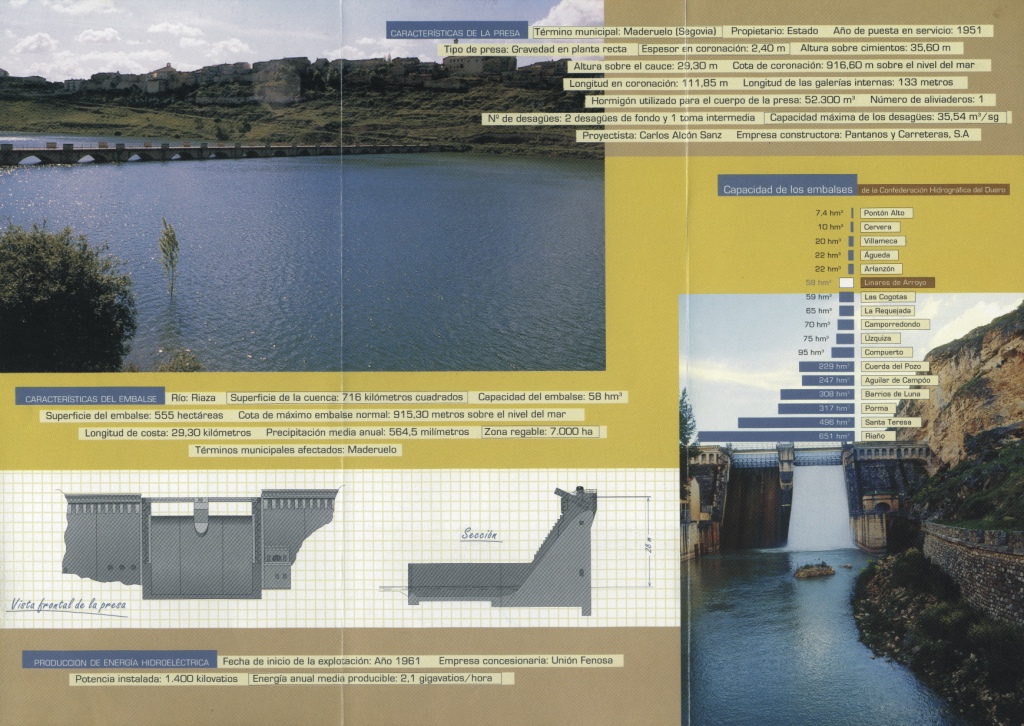 CARACTERÍSTICAS DE LA PRESA Término municipal: Maderuelo (Segovia) Propietario: Estado Año de puesta en servicio: 1951
Tipo de presa: Gravedad en planta recta Espesor en coronación: 2,40 m Altura sobre cimientos: 35,60 m
Altura sobre el cauce: 29,30 m Cota de coronación: 916,60 m sobre el nivel del mar
Longitud en coronación: 111,85 m Longitud de las galerías internas: 133 metros
Hormigón utilizado para el cuerpo de la presa: 52.300 m³ Número de aliviaderos: 1
Nº de desagües: 2 desagües de fondo y 1 toma intermedia Capacidad máxima de los desagües: 35,54 m³/sg
Proyectista: Carlos Alcón Sanz Empresa constructora: Pantanos y Carreteras, S.A
Capacidad de los embalses de la Confederación Hidrográfica del Duero
7,4 hm³ Pontón Alto
10 hm³ Cervera
20 hm³ Villameca
22 hm³ Águeda
22 hm³ Arlanzón
58 hm³ Linares de Arroyo
59 hm³ Las Cogotas
65 hm³ La Requejada
70 hm³ Camporredondo
75 hm³ Úzquiza
95 hm³ Compuerto
229 hm³ Cuerda del Pozo
247 hm³ Aguilar de Campóo
308 hm³ Barrios de Luna
317 hm³ Porma
496 hm³ Santa Teresa
651 hm³ Riaño
CARACTERÍSTICAS DEL EMBALSE Río: Riaza Superficie de la cuenca: 716 kilómetros cuadrados Capacidad del embalse: 58 hm³
Superficie del embalse: 555 hectáreas Cota de máximo embalse normal: 915,30 metros sobre el nivel del mar
Longitud de costa: 29,30 kilómetros Precipitación media anual: 564,5 milímetros Zona regable: 7.000 ha
Términos municipales afectados: Maderuelo
Sección
Vista frontal de la presa
PRODUCCIÓN DE ENERGÍA HIDROELÉCTRICA Fecha de inicio de la explotación: Año 1961 Empresa concesionaria: Unión Fenosa
Potencia instalada: 1.400 kilovatios Energía anual media producible: 2,1 gigavatios/hora